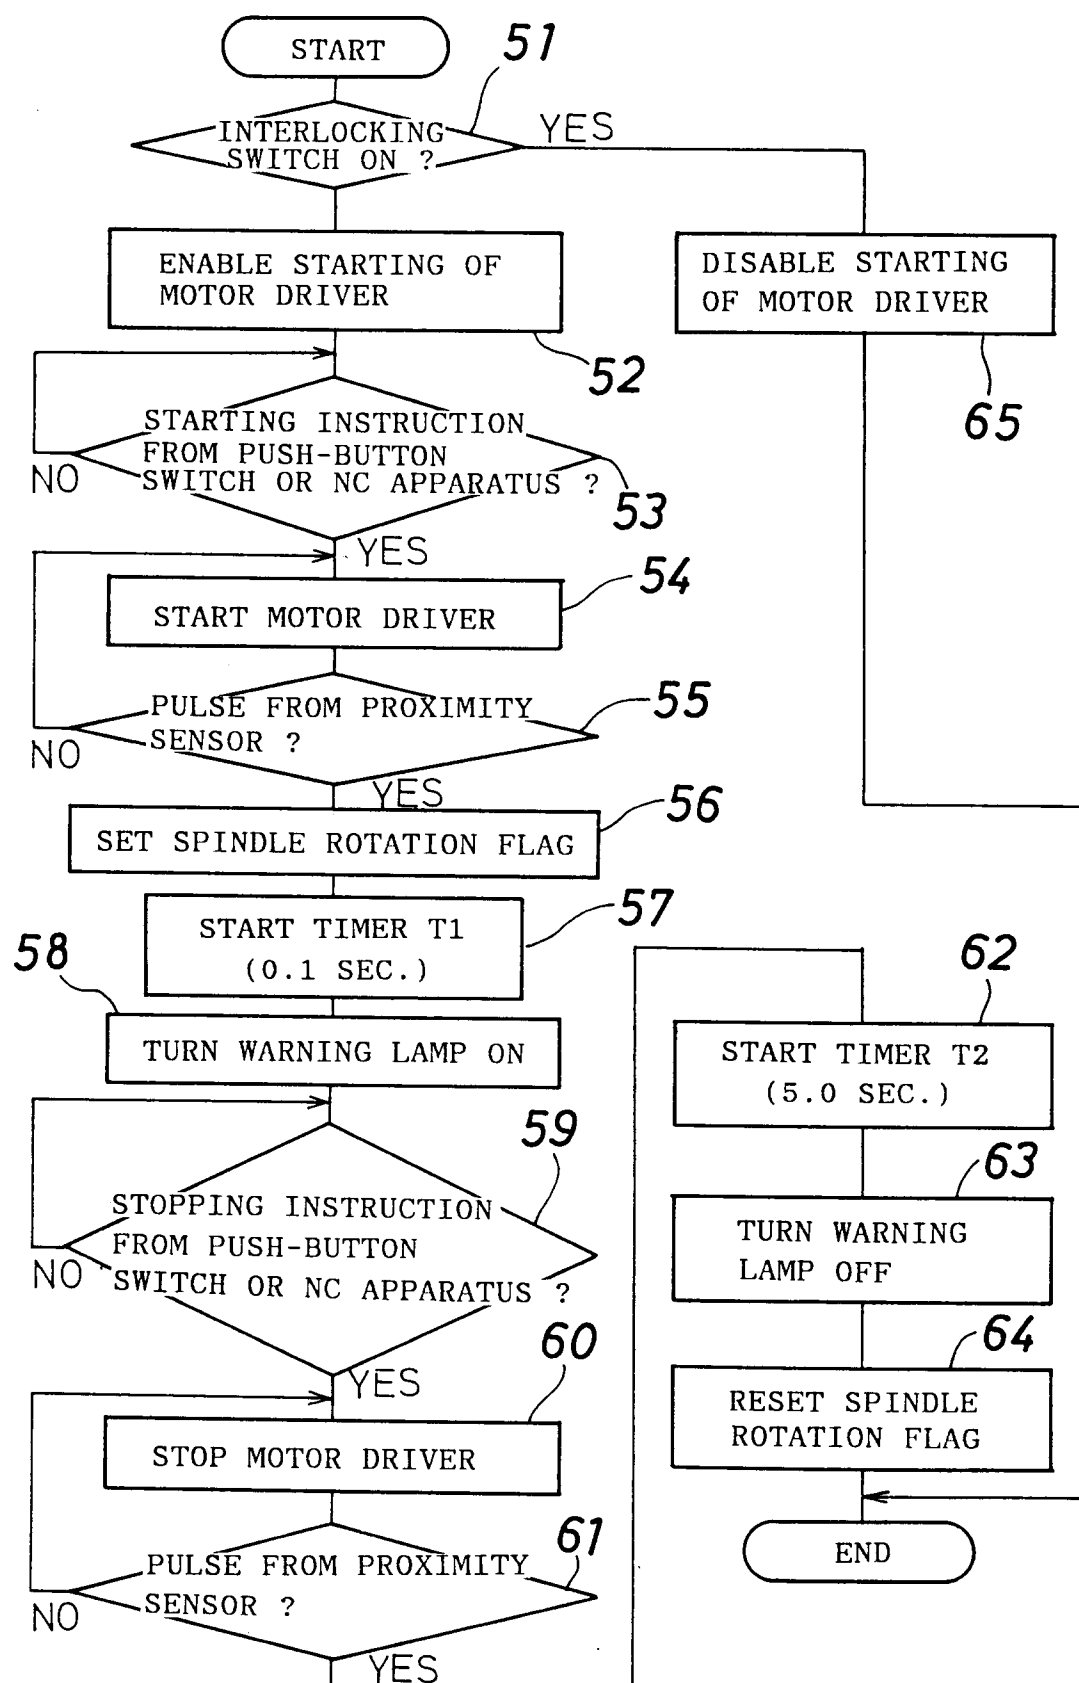 START
51
INTERLOCKING
SWITCH ON ?
YES
ENABLE STARTING OF
MOTOR DRIVER
52
DISABLE STARTING
OF MOTOR DRIVER
65
STARTING INSTRUCTION
FROM PUSH-BUTTON
SWITCH OR NC APPARATUS ?
NO
53
YES
54
START MOTOR DRIVER
PULSE FROM PROXIMITY
SENSOR ?
55
NO
YES
56
SET SPINDLE ROTATION FLAG
57
START TIMER T1
(0.1 SEC.)
58
TURN WARNING LAMP ON
59
STOPPING INSTRUCTION
FROM PUSH-BUTTON
SWITCH OR NC APPARATUS ?
NO
YES
60
STOP MOTOR DRIVER
61
PULSE FROM PROXIMITY
SENSOR ?
NO
YES
62
START TIMER T2
(5.0 SEC.)
63
TURN WARNING
LAMP OFF
64
RESET SPINDLE
ROTATION FLAG
END